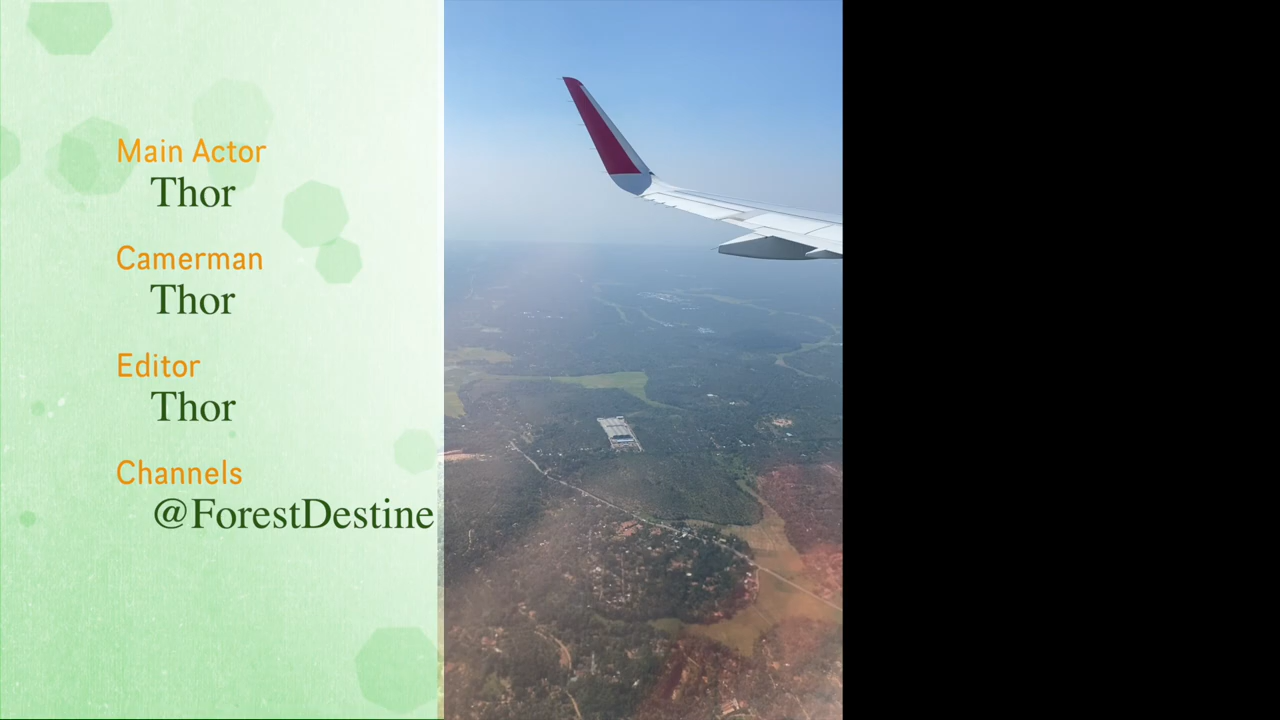 Main Actor
Thor
Camerman
Thor
Editor
Thor
Channels
@ForestDestine